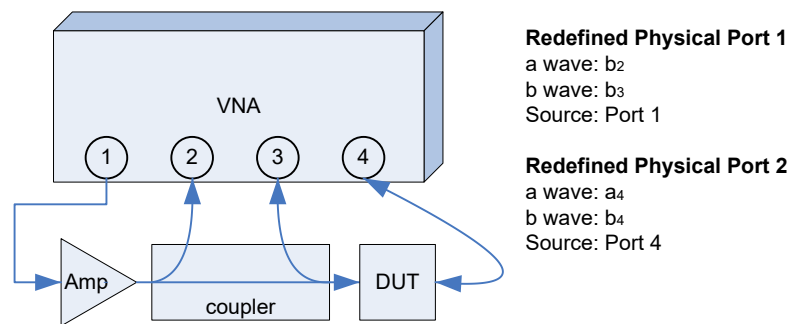 VNA
1
2
3
4
Amp
coupler
DUT
Redefined Physical Port 1
a wave: b₂
b wave: b₃
Source: Port 1
Redefined Physical Port 2
a wave: a₄
b wave: b₄
Source: Port 4